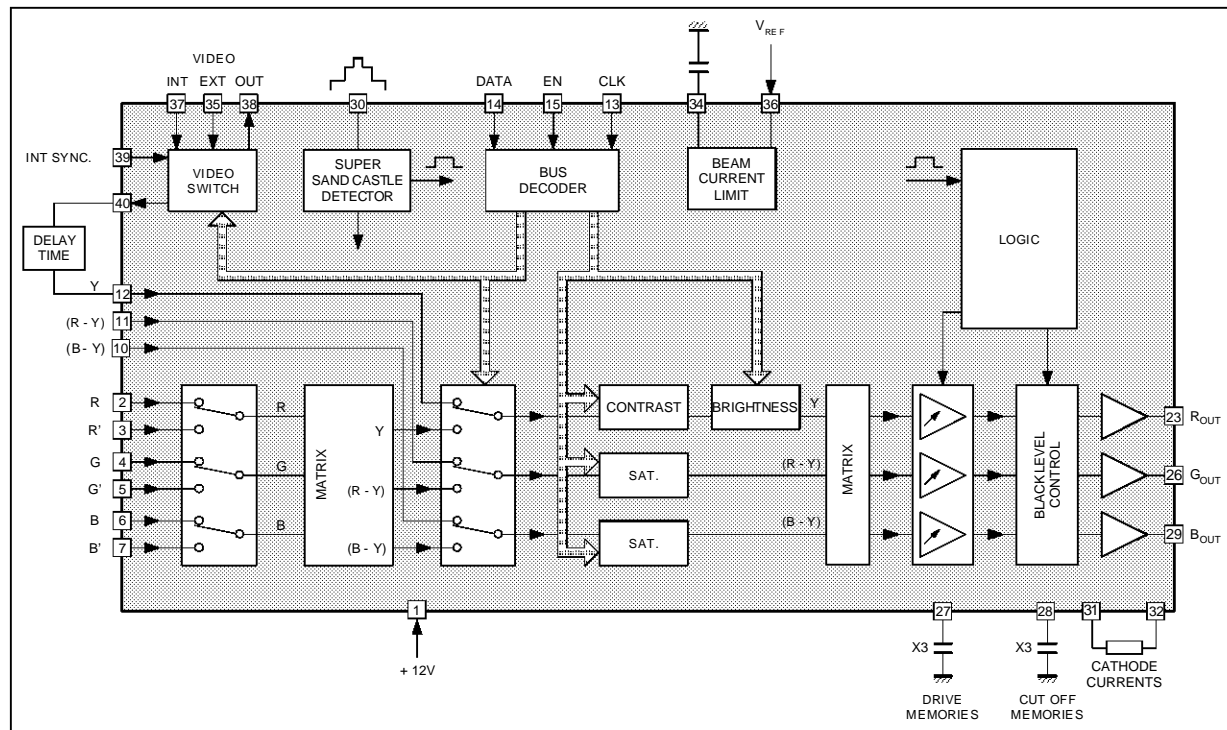 VIDEO
INT EXT OUT
DATA EN CLK
V REF
37 35 38 30 14 15 13 34 36
INT SYNC. 39
VIDEO
SWITCH
SUPER
SAND CASTLE
DETECTOR
BUS
DECODER
BEAM
CURRENT
LIMIT
LOGIC
40
DELAY
TIME
Y 12
(R - Y) 11
(B - Y) 10
R 2
R' 3
G 4
G' 5
B 6
B' 7
R
G
B
MATRIX
Y
(R - Y)
(B - Y)
CONTRAST
BRIGHTNESS
SAT.
SAT.
Y
(R - Y)
(B - Y)
MATRIX
BLACK LEVEL
CONTROL
23 ROUT
26 GOUT
29 BOUT
1
+ 12V
27 28 31 32
X3 X3
CATHODE
CURRENTS
DRIVE
MEMORIES
CUT OFF
MEMORIES